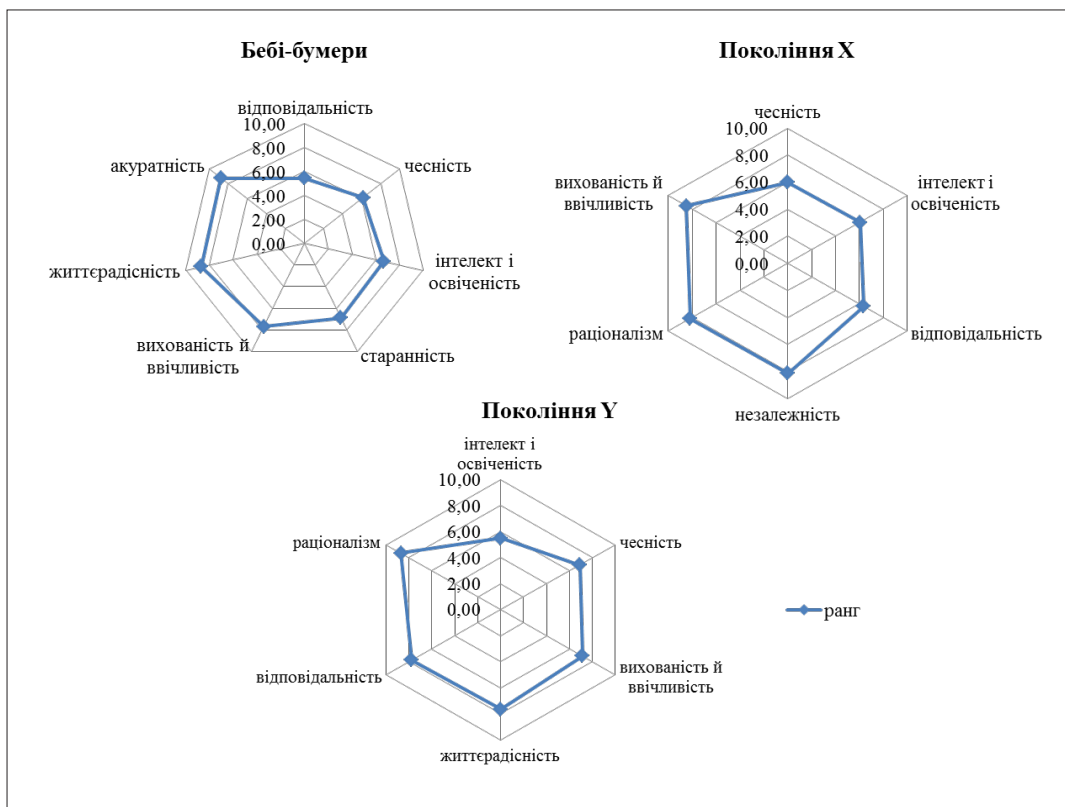 Бебі-бумери
відповідальність
10,00
8,00
6,00
4,00
2,00
0,00
чесність
інтелект і
освіченість
старанність
вихованість й
ввічливість
життєрадісність
акуратність
Покоління X
чесність
10,00
8,00
6,00
4,00
2,00
0,00
інтелект і
освіченість
відповідальність
незалежність
раціоналізм
вихованість й
ввічливість
Покоління Y
інтелект і
освіченість
10,00
8,00
6,00
4,00
2,00
0,00
чесність
вихованість й
ввічливість
життєрадісність
відповідальність
раціоналізм
ранг